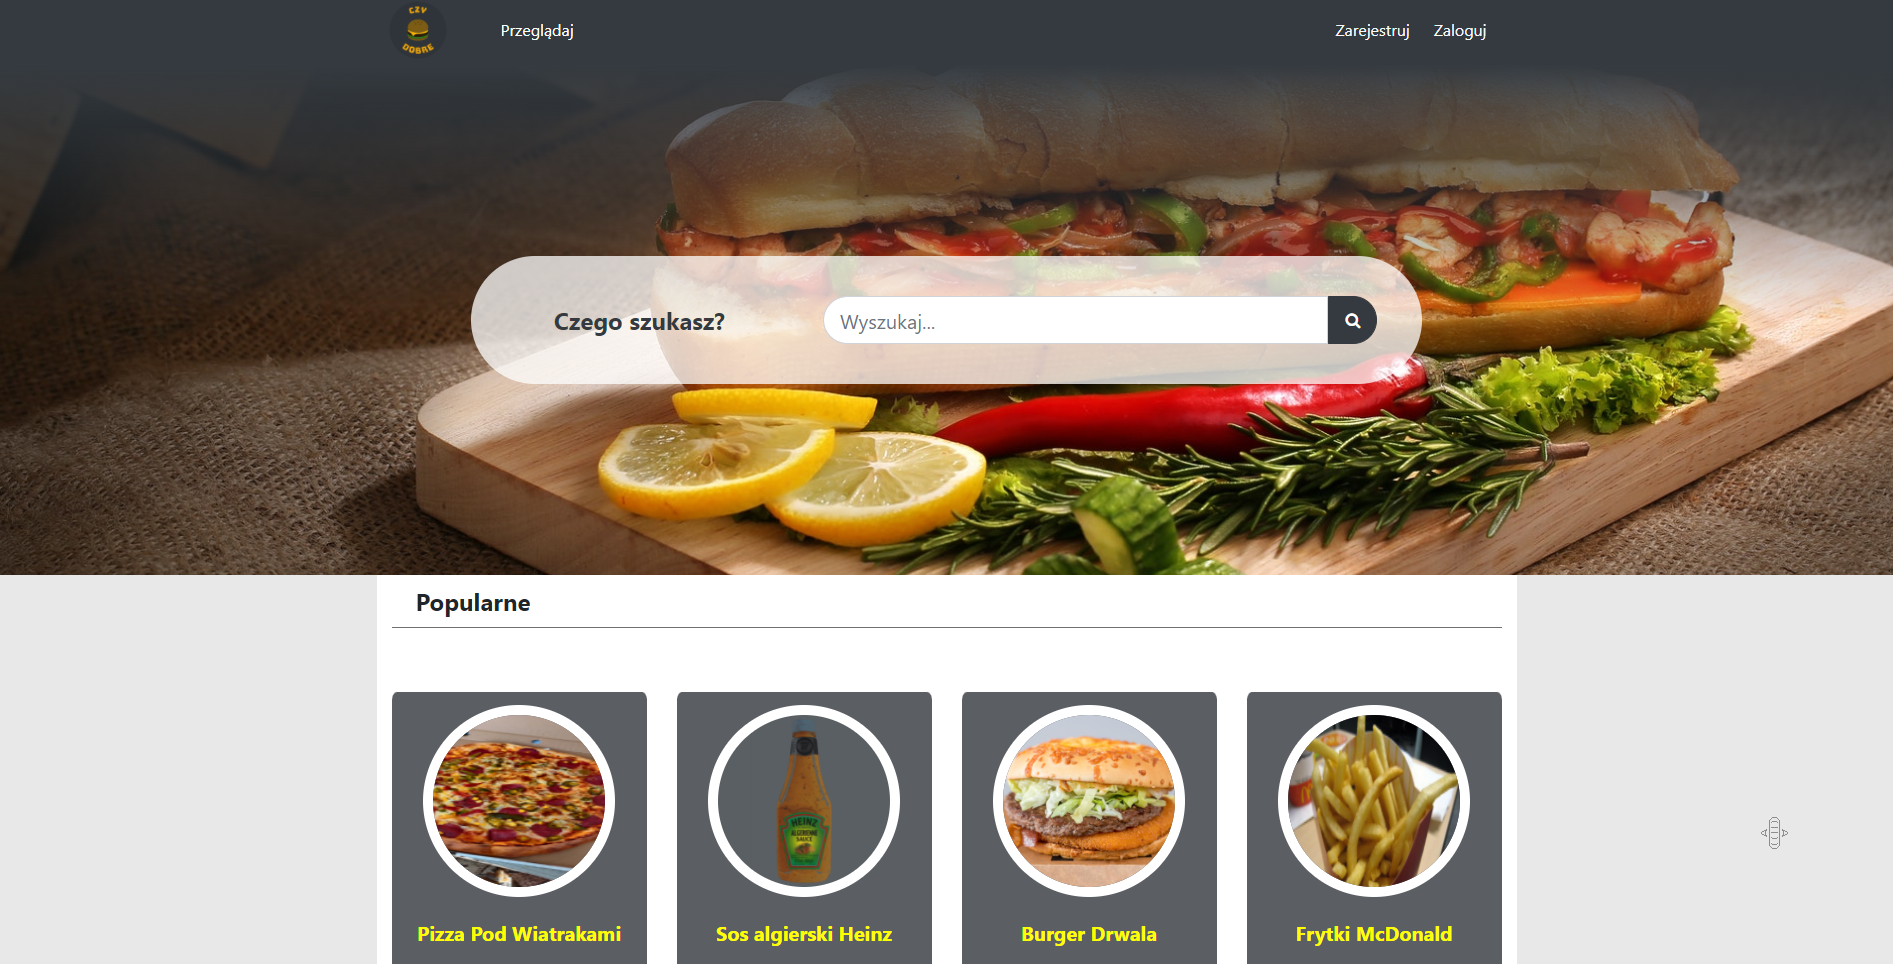 CZY
DOBRE
Przeglądaj
Zarejestruj
Zaloguj
Czego szukasz?
Wyszukaj...
Popularne
HEINZ
ALGERIENNE
SAUCE
Pizza Pod Wiatrakami
Sos algierski Heinz
Burger Drwala
Frytki McDonald